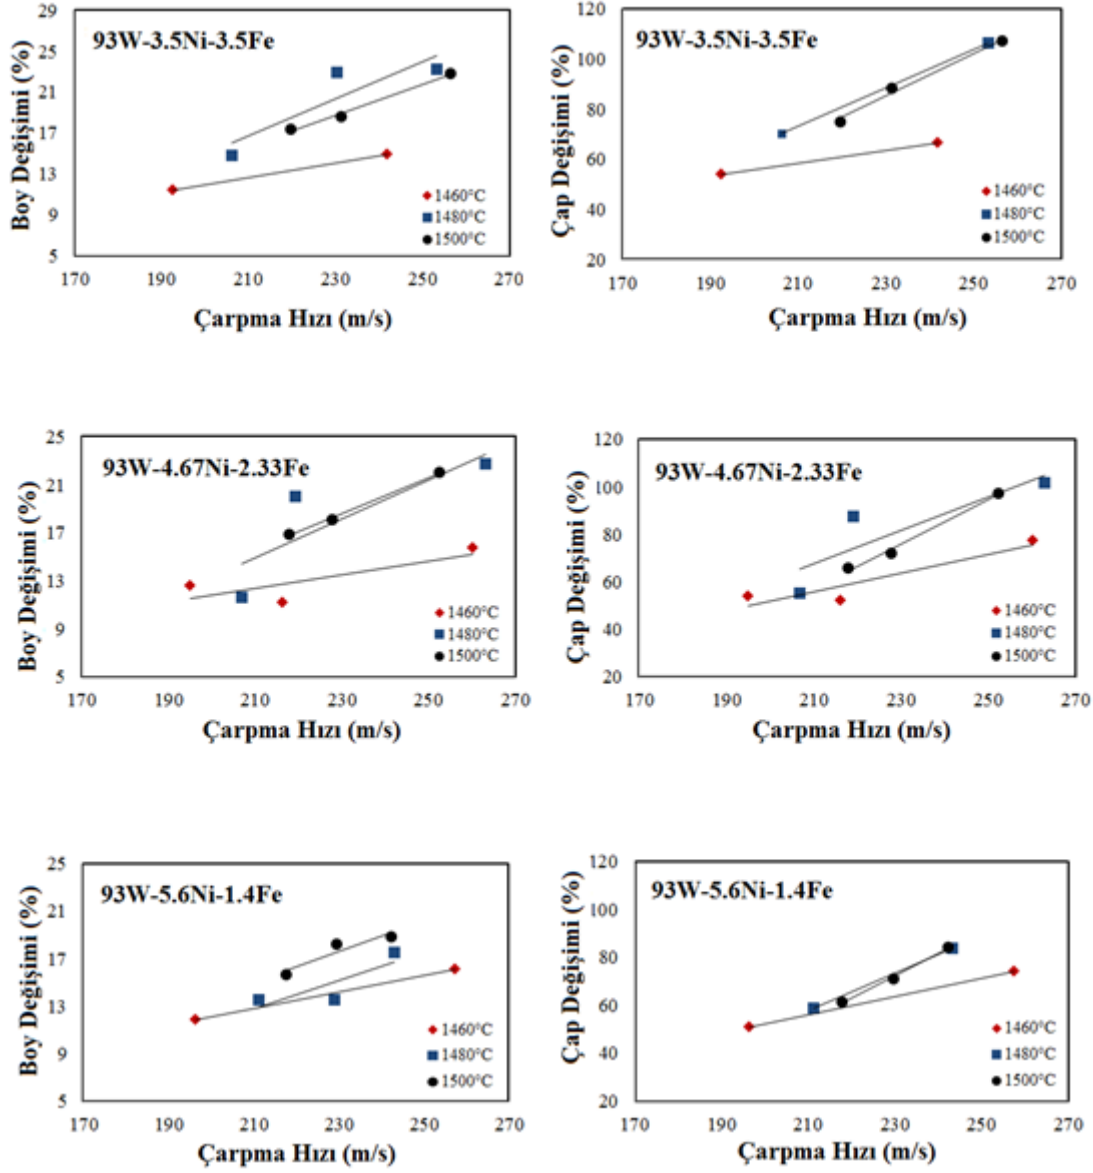 93W-3.5Ni-3.5Fe
Boy Değişimi (%)
29
25
21
17
13
9
5
1460°C
1480°C
1500°C
170 190 210 230 250 270
Çarpma Hızı (m/s)
93W-3.5Ni-3.5Fe
Çap Değişimi (%)
120
100
80
60
40
20
1460°C
1480°C
1500°C
170 190 210 230 250 270
Çarpma Hızı (m/s)
93W-4.67Ni-2.33Fe
Boy Değişimi (%)
25
21
17
13
9
5
1460°C
1480°C
1500°C
170 190 210 230 250 270
Çarpma Hızı (m/s)
93W-4.67Ni-2.33Fe
Çap Değişimi (%)
120
100
80
60
40
20
1460°C
1480°C
1500°C
170 190 210 230 250 270
Çarpma Hızı (m/s)
93W-5.6Ni-1.4Fe
Boy Değişimi (%)
25
21
17
13
9
5
1460°C
1480°C
1500°C
170 190 210 230 250 270
Çarpma Hızı (m/s)
93W-5.6Ni-1.4Fe
Çap Değişimi (%)
120
100
80
60
40
20
1460°C
1480°C
1500°C
170 190 210 230 250 270
Çarpma Hızı (m/s)